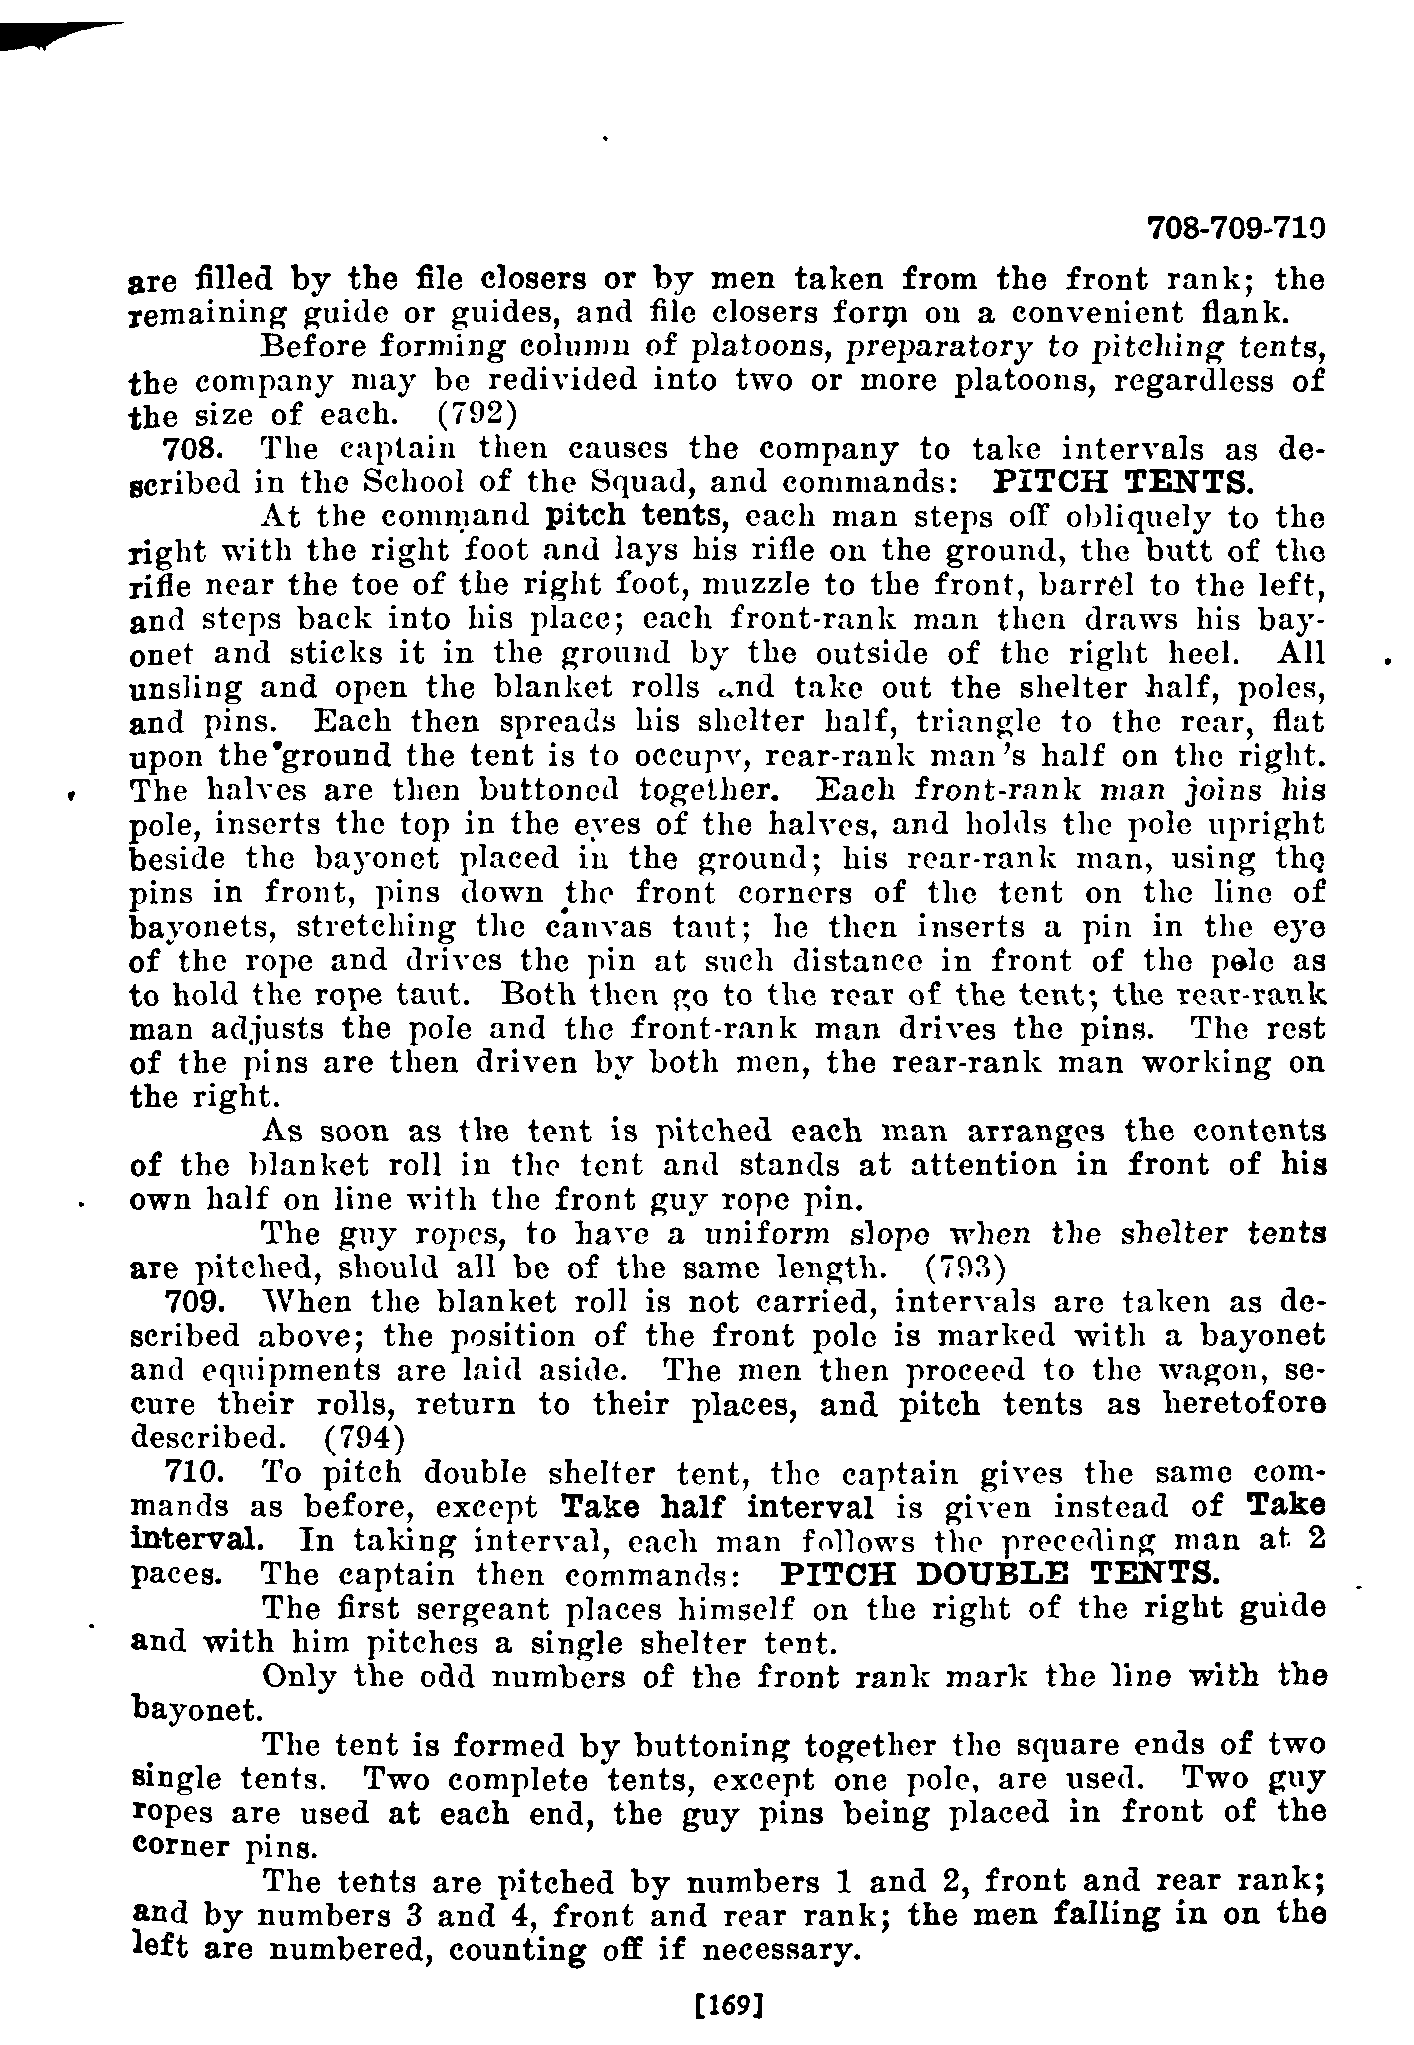 708-709-710
are filled by the file closers or by men taken from the front rank; the
remaining guide or guides, and file closers form on a convenient flank.
Before forming column of platoons, preparatory to pitching tents,
the company may be redivided into two or more platoons, regardless of
the size of each. (792)
708. The captain then causes the company to take intervals as de-
scribed in the School of the Squad, and commands: PITCH TENTS.
At the command pitch tents, each man steps off obliquely to the
right with the right foot and lays his rifle on the ground, the butt of the
rifle near the toe of the right foot, muzzle to the front, barrel to the left,
and steps back into his place; each front-rank man then draws his bay-
onet and sticks it in the ground by the outside of the right heel. All
unsling and open the blanket rolls and take out the shelter half, poles,
and pins. Each then spreads his shelter half, triangle to the rear, flat
upon the ground the tent is to occupy, rear-rank man's half on the right.
The halves are then buttoned together. Each front-rank man joins his
pole, inserts the top in the eyes of the halves, and holds the pole upright
beside the bayonet placed in the ground; his rear-rank man, using the
pins in front, pins down the front corners of the tent on the line of
bayonets, stretching the canvas taut; he then inserts a pin in the eye
of the rope and drives the pin at such distance in front of the pole as
to hold the rope taut. Both then go to the rear of the tent; the rear-rank
man adjusts the pole and the front-rank man drives the pins. The rest
of the pins are then driven by both men, the rear-rank man working on
the right.
As soon as the tent is pitched each man arranges the contents
of the blanket roll in the tent and stands at attention in front of his
own half on line with the front guy rope pin.
The guy ropes, to have a uniform slope when the shelter tents
are pitched, should all be of the same length. (793)
709. When the blanket roll is not carried, intervals are taken as de-
scribed above; the position of the front pole is marked with a bayonet
and equipments are laid aside. The men then proceed to the wagon, se-
cure their rolls, return to their places, and pitch tents as heretofore
described. (794)
710. To pitch double shelter tent, the captain gives the same com-
mands as before, except Take half interval is given instead of Take
interval. In taking interval, each man follows the preceding man at 2
paces. The captain then commands: PITCH DOUBLE TENTS.
The first sergeant places himself on the right of the right guide
and with him pitches a single shelter tent.
Only the odd numbers of the front rank mark the line with the
bayonet.
The tent is formed by buttoning together the square ends of two
single tents. Two complete tents, except one pole, are used. Two guy
ropes are used at each end, the guy pins being placed in front of the
corner pins.
The tents are pitched by numbers 1 and 2, front and rear rank;
and by numbers 3 and 4, front and rear rank; the men falling in on the
left are numbered, counting off if necessary.
[169]